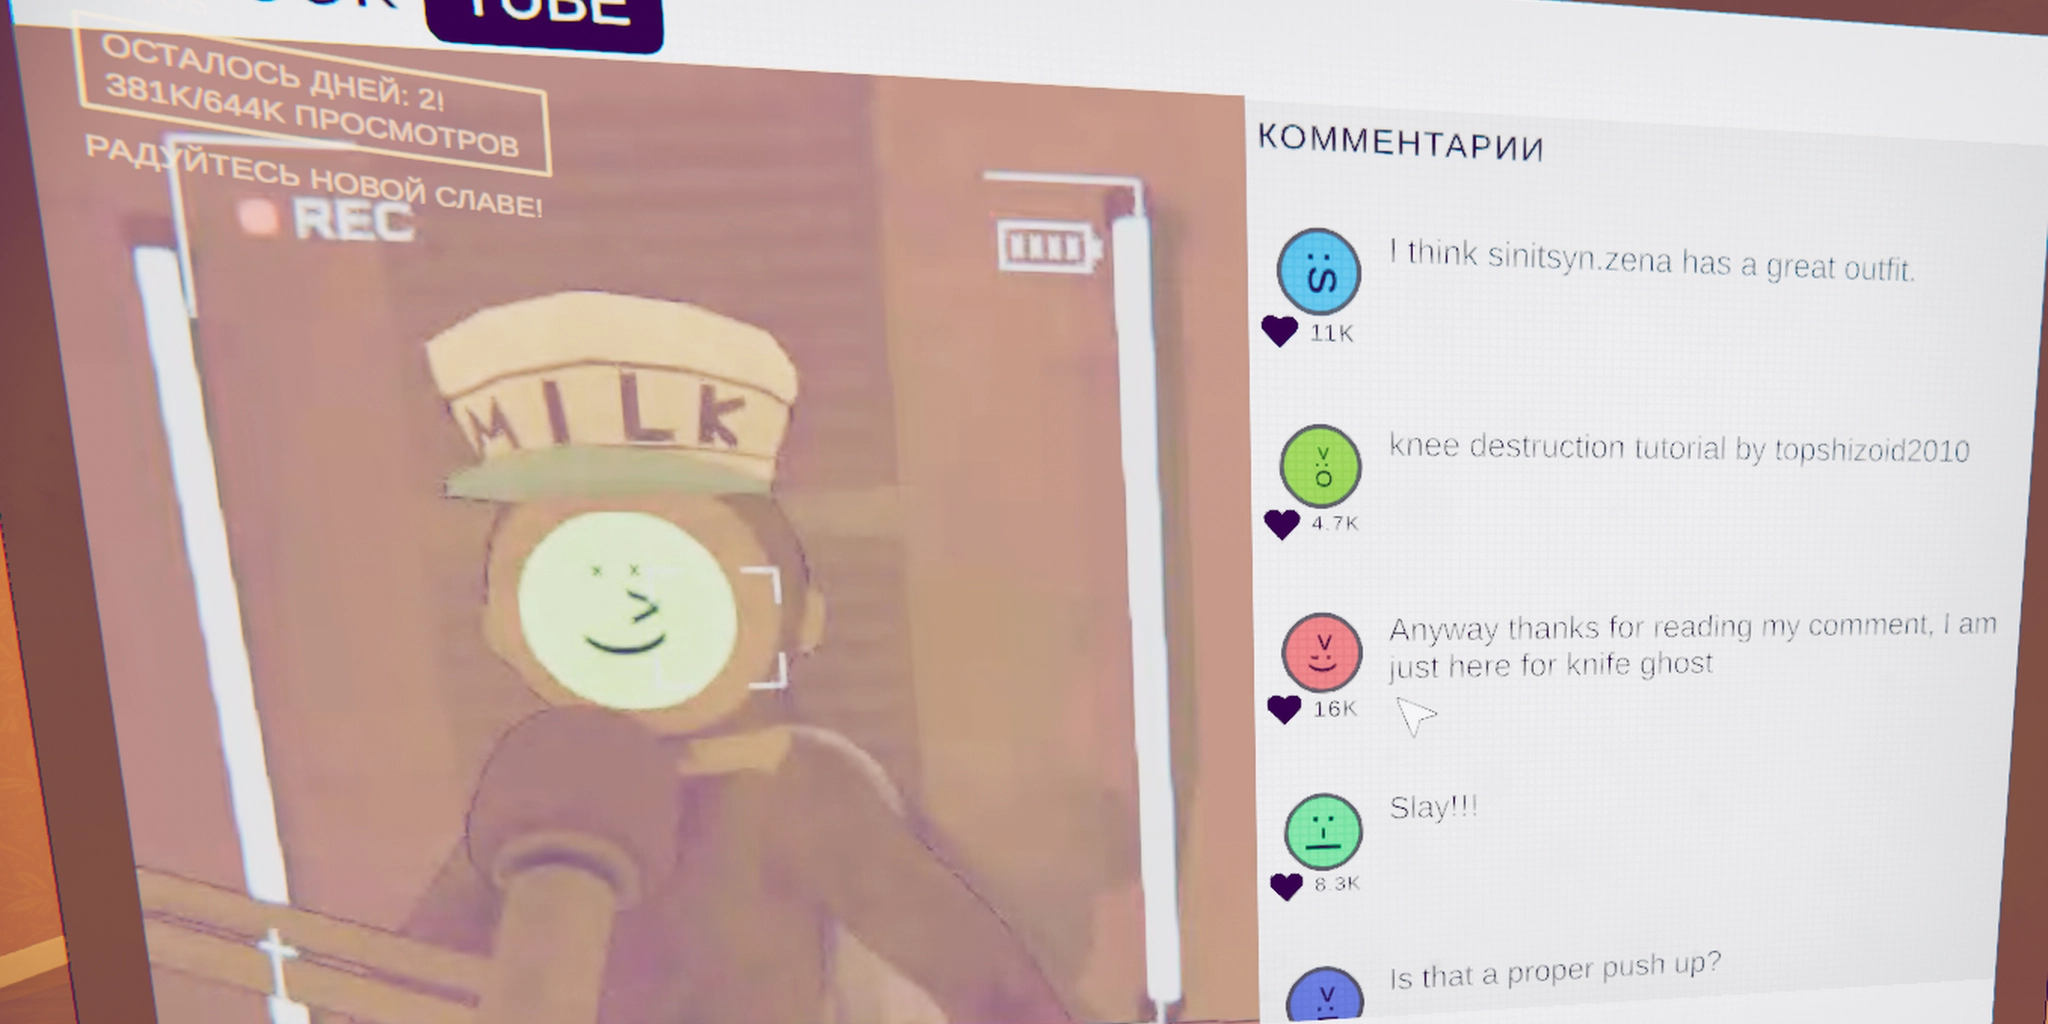 TUBE
ОСТАЛОСЬ ДНЕЙ: 2!
381K/644K ПРОСМОТРОВ
РАДУЙТЕСЬ НОВОЙ СЛАВЕ!
REC
MILK
КОММЕНТАРИИ
I think sinitsyn.zena has a great outfit.
11K
knee destruction tutorial by topshizoid2010
4.7K
Anyway thanks for reading my comment, I am
just here for knife ghost
16K
Slay!!!
8.3K
Is that a proper push up?